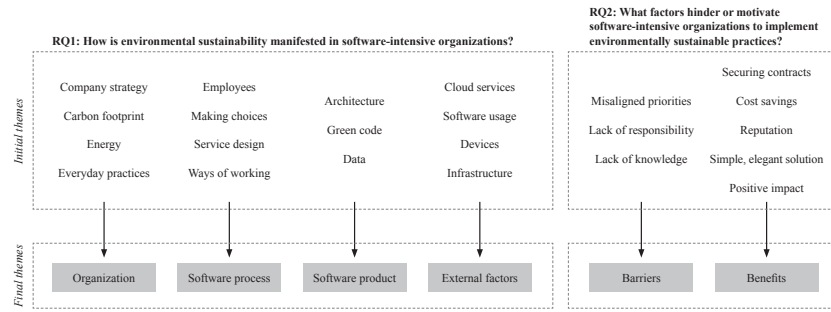 RQ1: How is environmental sustainability manifested in software-intensive organizations?
RQ2: What factors hinder or motivate
software-intensive organizations to implement
environmentally sustainable practices?
Initial themes
Company strategy
Carbon footprint
Energy
Everyday practices
Employees
Making choices
Service design
Ways of working
Architecture
Green code
Data
Cloud services
Software usage
Devices
Infrastructure
Misaligned priorities
Lack of responsibility
Lack of knowledge
Securing contracts
Cost savings
Reputation
Simple, elegant solution
Positive impact
Final themes
Organization
Software process
Software product
External factors
Barriers
Benefits